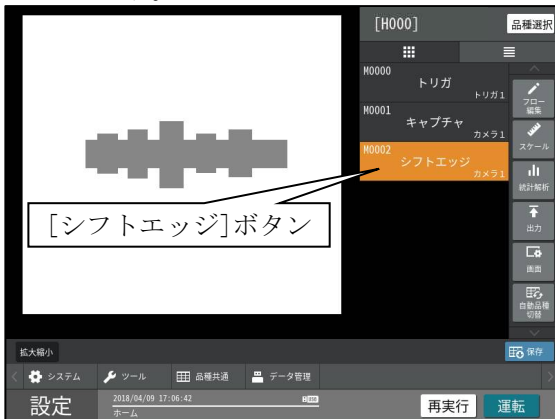 [H000]
品種選択
M0000
トリガ
トリガ1
M0001
キャプチャ
カメラ1
M0002
シフトエッジ
カメラ1
[シフトエッジ]ボタン
フロー
編集
スケール
統計解析
出力
画面
自動品種
切替
拡大縮小
保存
システム
ツール
品種共通
データ管理
設定
2018/04/09 17:06:42
ホーム
再実行
運転